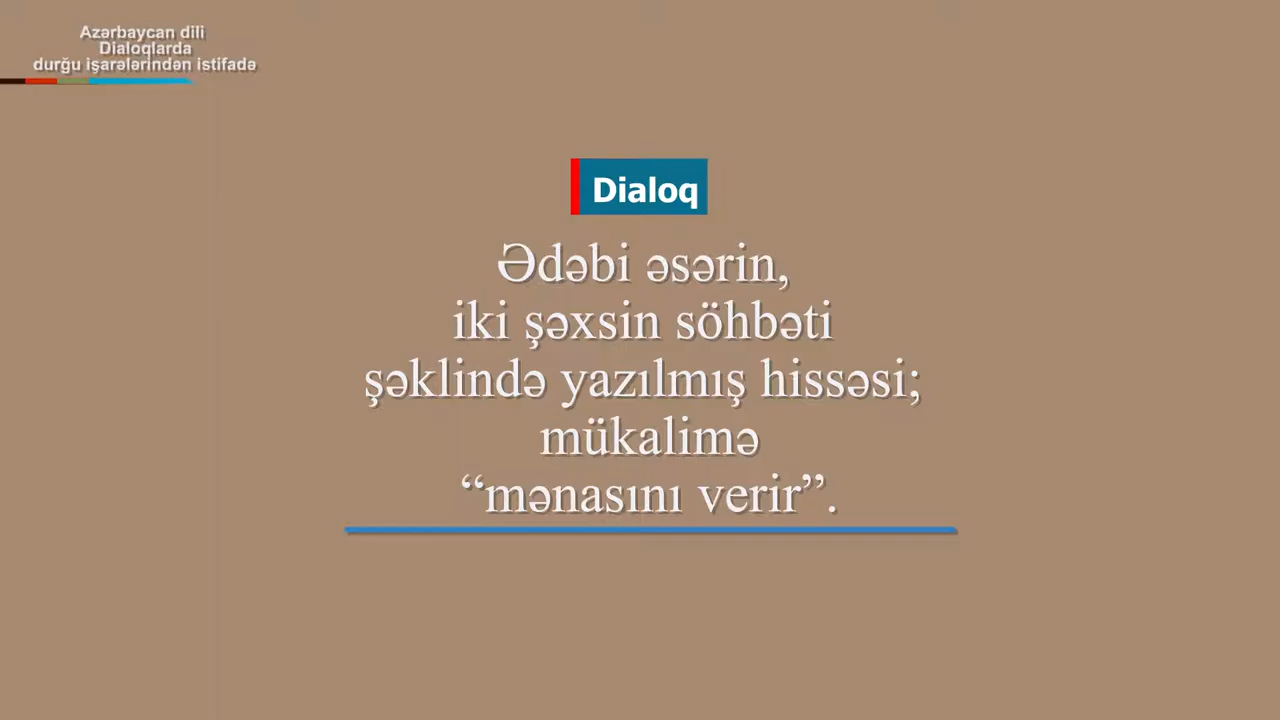 Azərbaycan dili
Dialoqlarda
durğu işarələrindən istifadə
Dialoq
Ədəbi əsərin,
iki şəxsin söhbəti
şəklində yazılmış hissəsi;
mükalimə
“mənasını verir”.